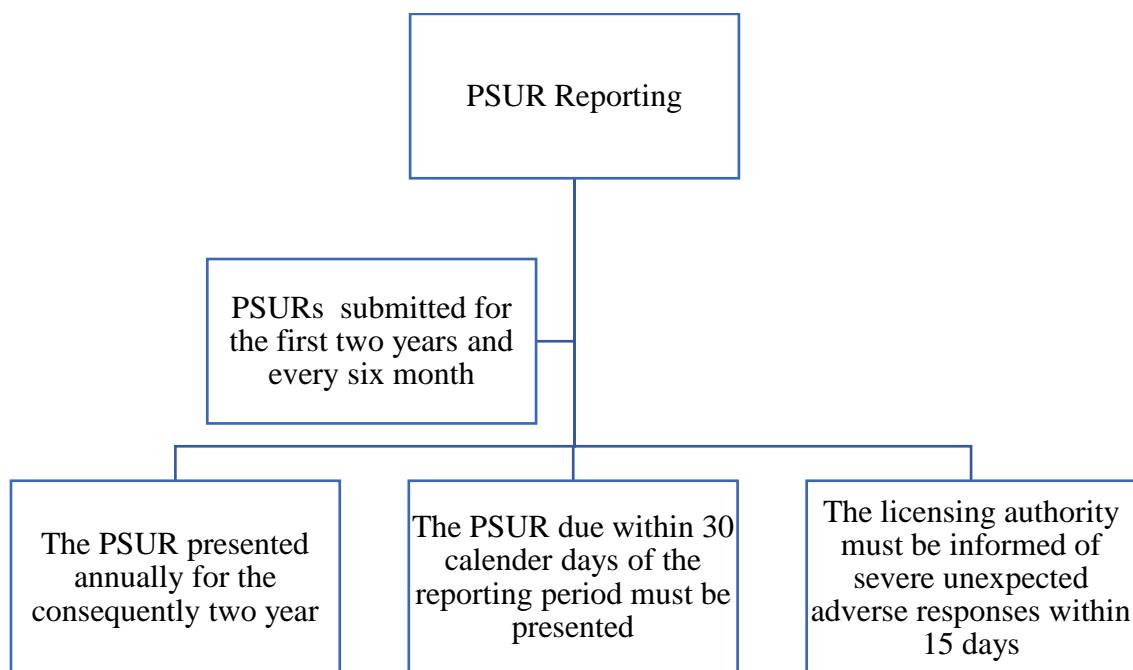 PSUR Reporting
PSURs submitted for
the first two years and
every six month
The PSUR presented
annually for the
consequently two year
The PSUR due within 30
calender days of the
reporting period must be
presented
The licensing authority
must be informed of
severe unexpected
adverse responses within
15 days